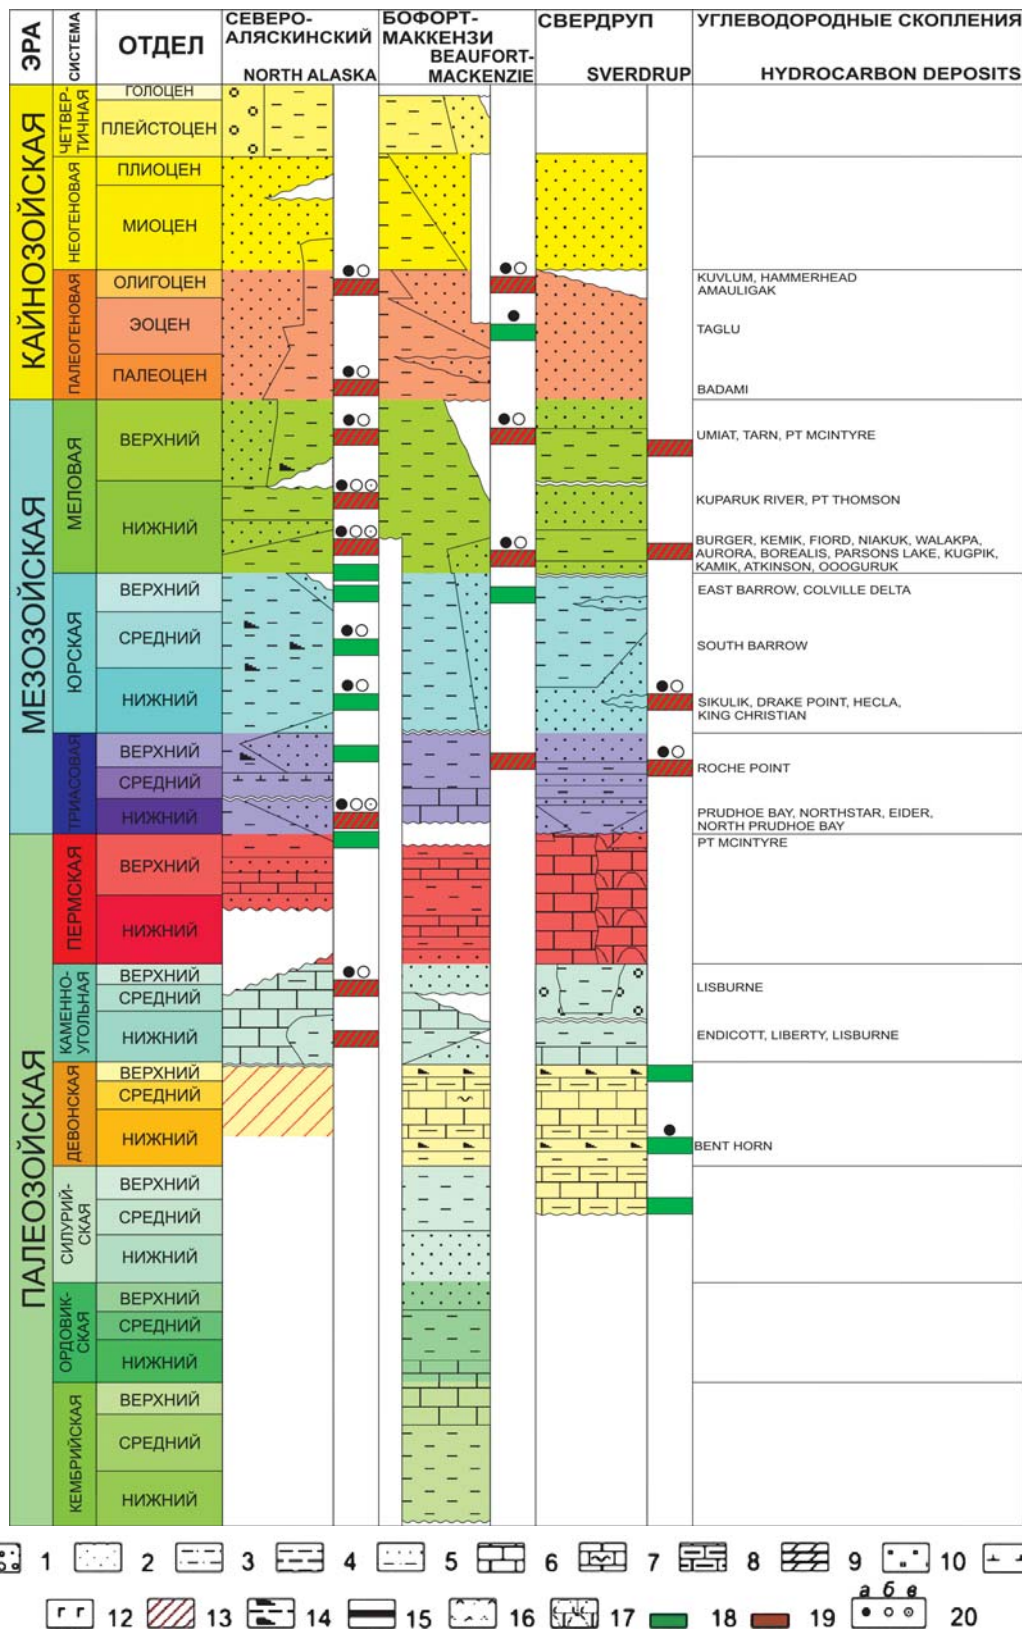 ЭРА
СИСТЕМА
ОТДЕЛ
СЕВЕРО-
АЛЯСКИНСКИЙ
NORTH ALASKA
БОФОРТ-
МАККЕНЗИ
BEAUFORT-
MACKENZIE
СВЕРДРУП
SVERDRUP
УГЛЕВОДОРОДНЫЕ СКОПЛЕНИЯ
HYDROCARBON DEPOSITS
КАЙНОЗОЙСКАЯ
ЧЕТВЕР-
ТИЧНАЯ
ГОЛОЦЕН
ПЛЕЙСТОЦЕН
НЕОГЕНОВАЯ
ПЛИОЦЕН
МИОЦЕН
ПАЛЕОГЕНОВАЯ
ОЛИГОЦЕН
KUVLUM, HAMMERHEAD
AMAULIGAK
ЭОЦЕН
TAGLU
ПАЛЕОЦЕН
BADAMI
МЕЗОЗОЙСКАЯ
МЕЛОВАЯ
ВЕРХНИЙ
UMIAT, TARN, PT MCINTYRE
НИЖНИЙ
KUPARUK RIVER, PT THOMSON
BURGER, KEMIK, FIORD, NIAKUK, WALAKPA,
AURORA, BOREALIS, PARSONS LAKE, KUGPIK,
KAMIK, ATKINSON, OOOGURUK
ЮРСКАЯ
ВЕРХНИЙ
EAST BARROW, COLVILLE DELTA
СРЕДНИЙ
SOUTH BARROW
НИЖНИЙ
SIKULIK, DRAKE POINT, HECLA,
KING CHRISTIAN
ТРИАСОВАЯ
ВЕРХНИЙ
ROCHE POINT
СРЕДНИЙ
НИЖНИЙ
PRUDHOE BAY, NORTHSTAR, EIDER,
NORTH PRUDHOE BAY
ПАЛЕОЗОЙСКАЯ
ПЕРМСКАЯ
PT MCINTYRE
ВЕРХНИЙ
НИЖНИЙ
КАМЕННО-
УГОЛЬНАЯ
ВЕРХНИЙ
СРЕДНИЙ
LISBURNE
НИЖНИЙ
ENDICOTT, LIBERTY, LISBURNE
ДЕВОНСКАЯ
ВЕРХНИЙ
СРЕДНИЙ
НИЖНИЙ
BENT HORN
СИЛУРИЙ-
СКАЯ
ВЕРХНИЙ
СРЕДНИЙ
НИЖНИЙ
ОРДОВИК-
СКАЯ
ВЕРХНИЙ
СРЕДНИЙ
НИЖНИЙ
КЕМБРИЙСКАЯ
ВЕРХНИЙ
СРЕДНИЙ
НИЖНИЙ
1 2 3 4 5 6 7 8 9 10
а б в
12 13 14 15 16 17 18 19 20